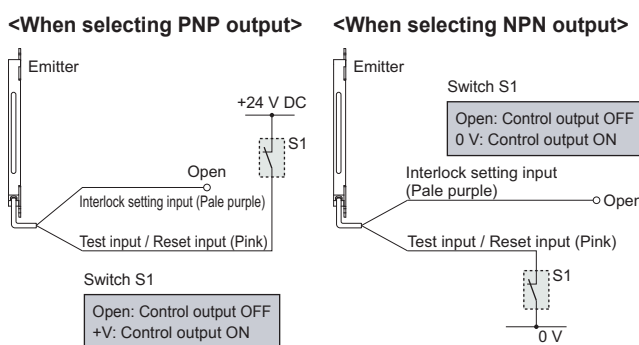 <When selecting PNP output>
Emitter
+24 V DC
S1
Open
Interlock setting input (Pale purple)
Test input / Reset input (Pink)
Switch S1
Open: Control output OFF
+V: Control output ON
<When selecting NPN output>
Emitter
Switch S1
Open: Control output OFF
0 V: Control output ON
Interlock setting input
(Pale purple)
Open
Test input / Reset input (Pink)
S1
0 V